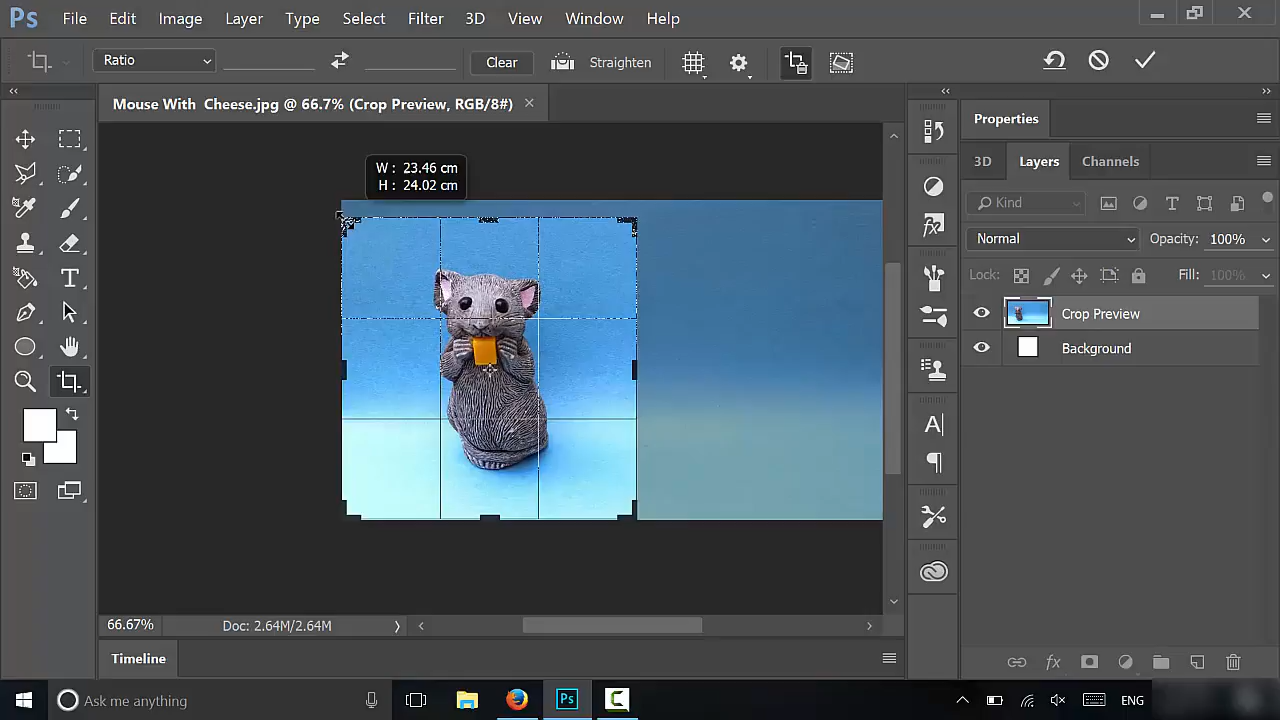 Ps File Edit Image Layer Type Select Filter 3D View Window Help
Ratio Clear Straighten
Mouse With Cheese.jpg @ 66.7% (Crop Preview, RGB/8#)
Properties
3D Layers Channels
W : 23.46 cm
H : 24.02 cm
Kind
Normal Opacity: 100%
Lock: Fill: 100%
Crop Preview
Background
66.67% Doc: 2.64M/2.64M
Timeline
Ask me anything Ps ENG